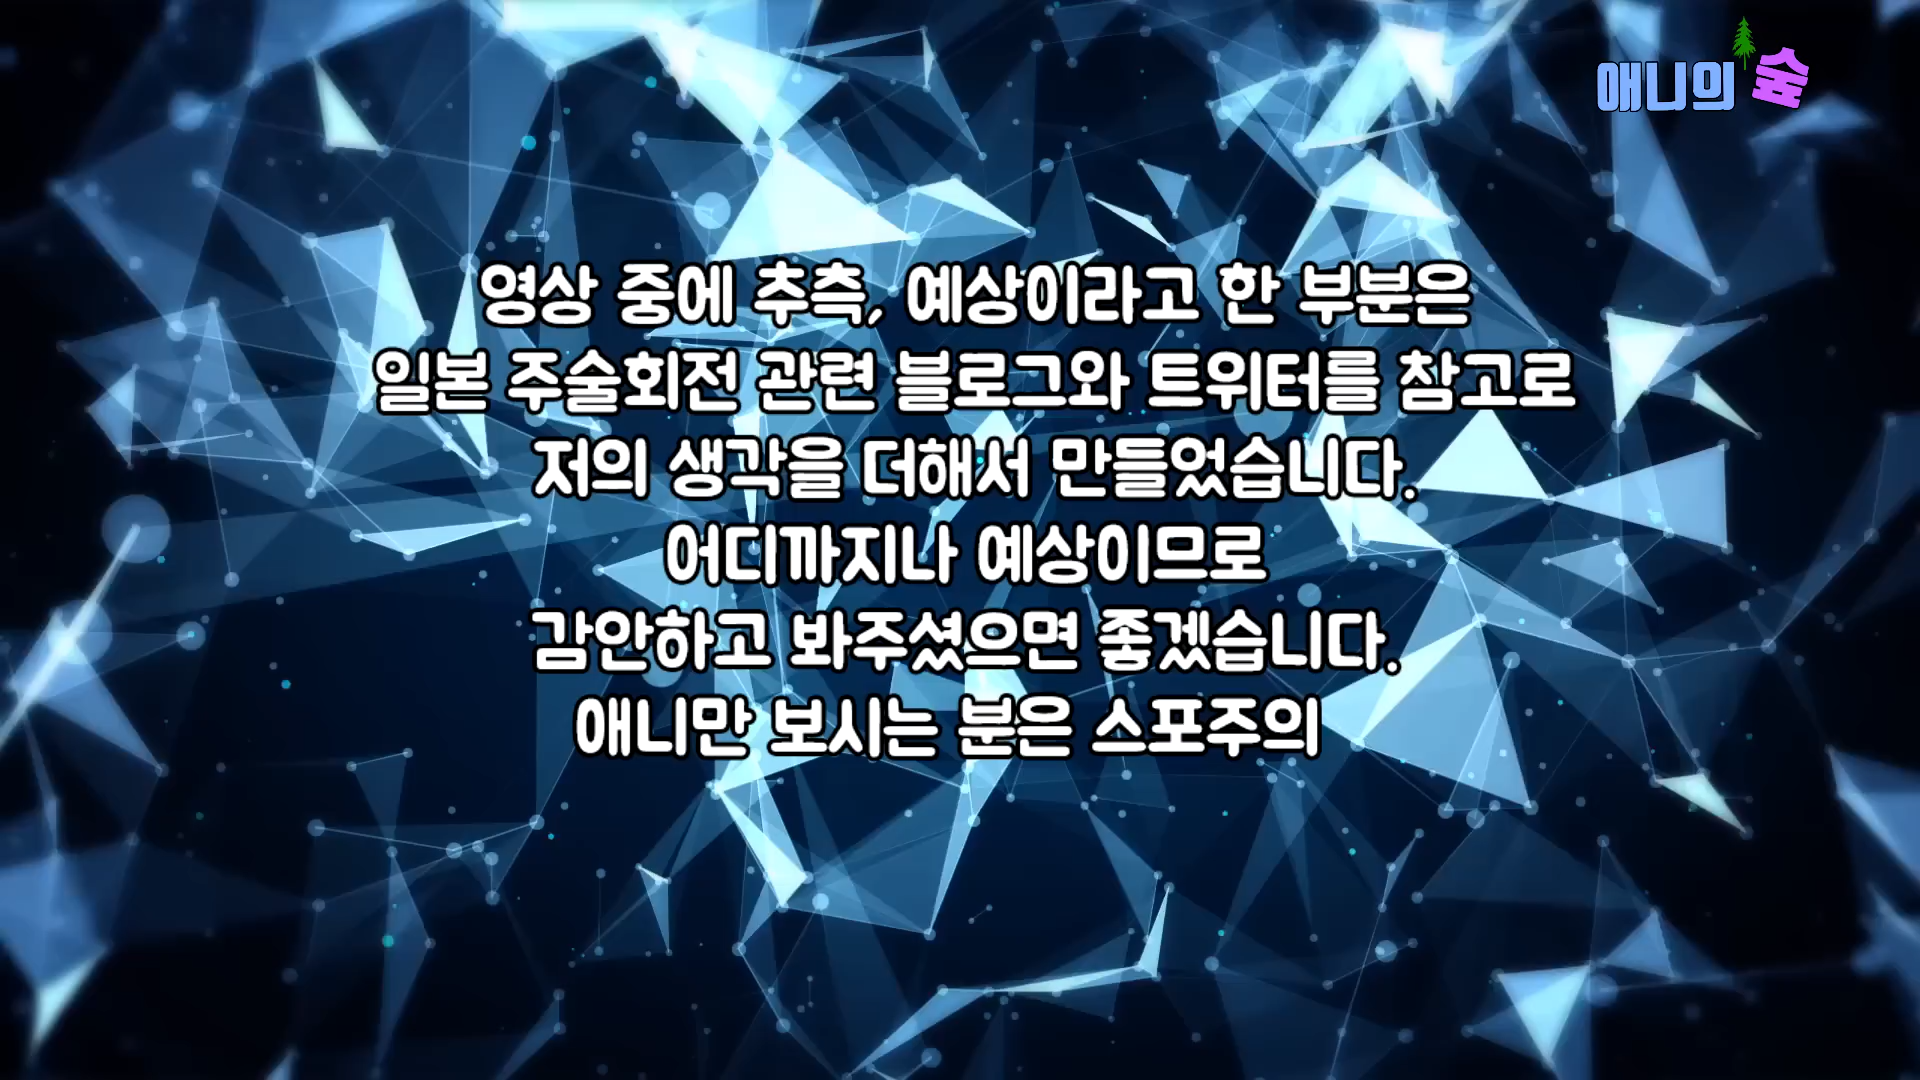 애니의 숲
영상 중에 추측, 예상이라고 한 부분은
일본 주술회전 관련 블로그와 트위터를 참고로
저의 생각을 더해서 만들었습니다.
어디까지나 예상이므로
감안하고 봐주셨으면 좋겠습니다.
애니만 보시는 분은 스포주의